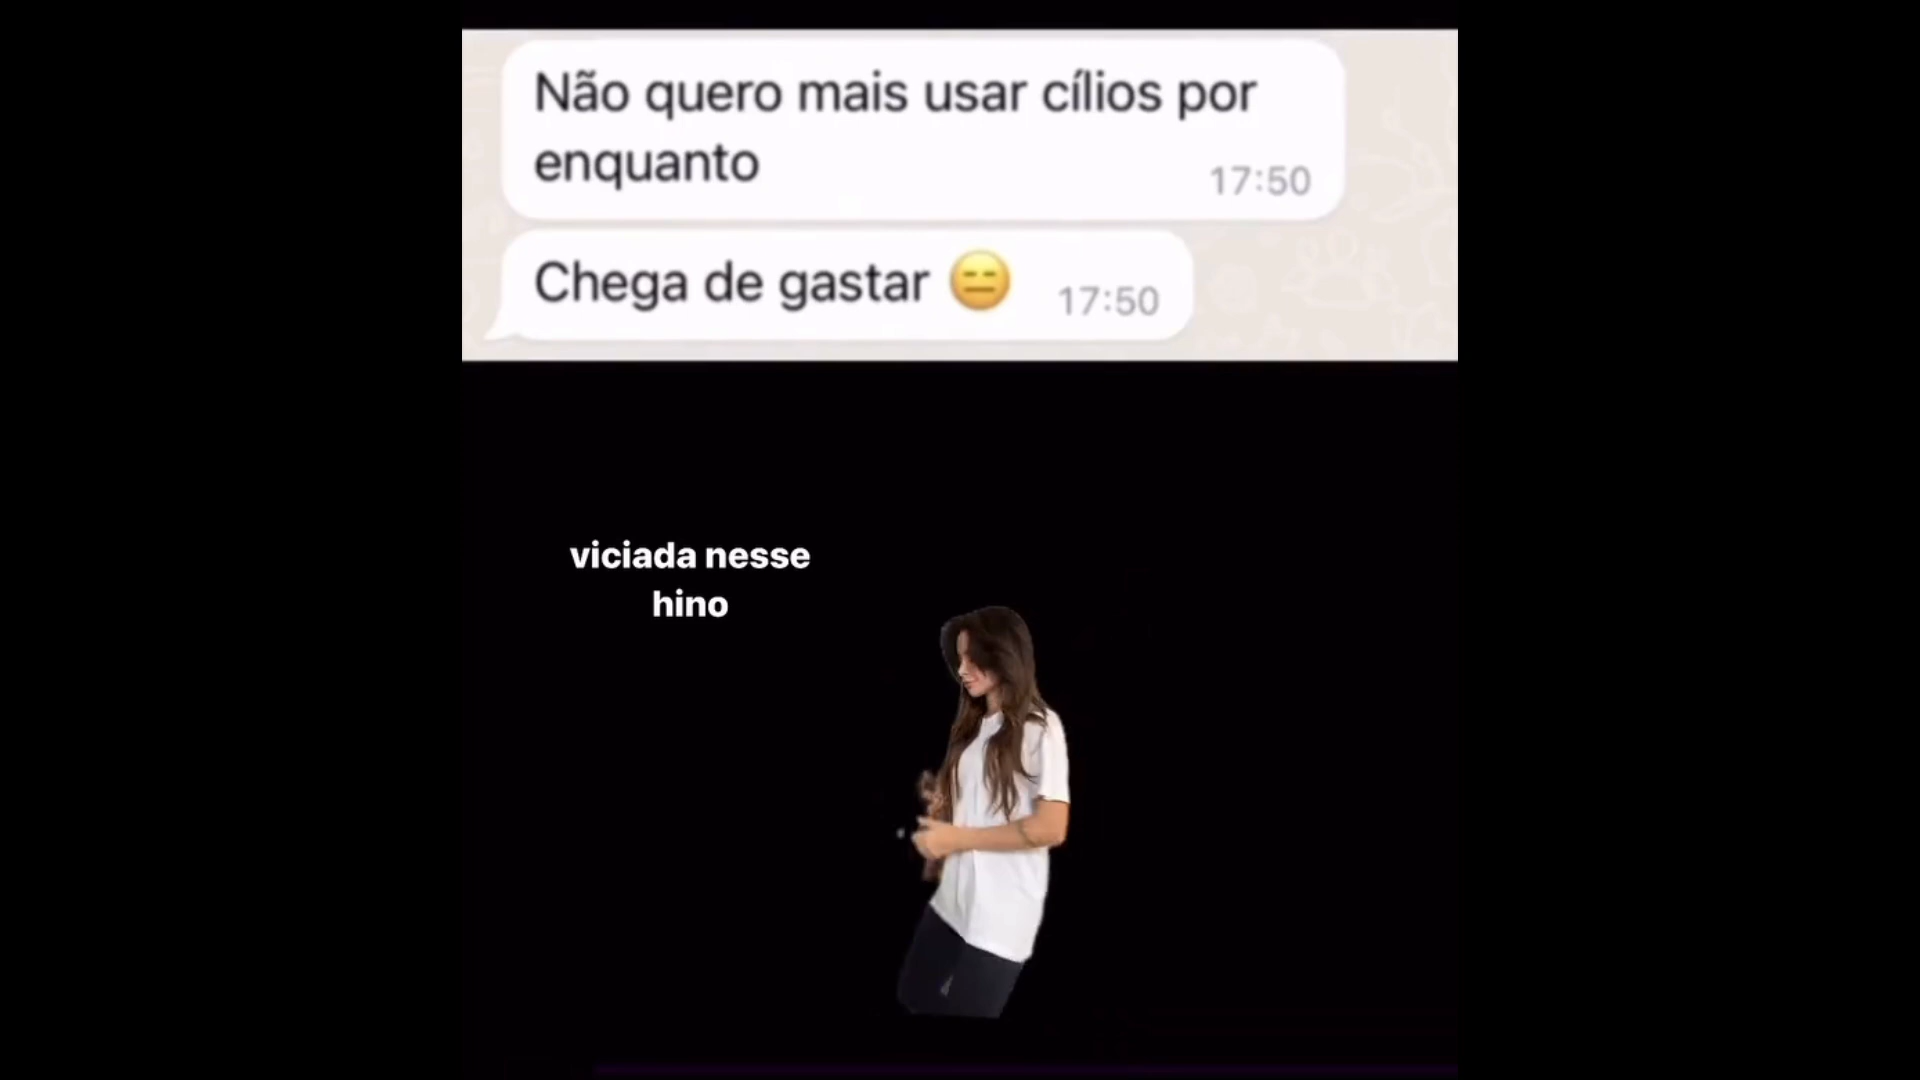 Não quero mais usar cílios por
enquanto
17:50
Chega de gastar 😑 17:50
viciada nesse
hino